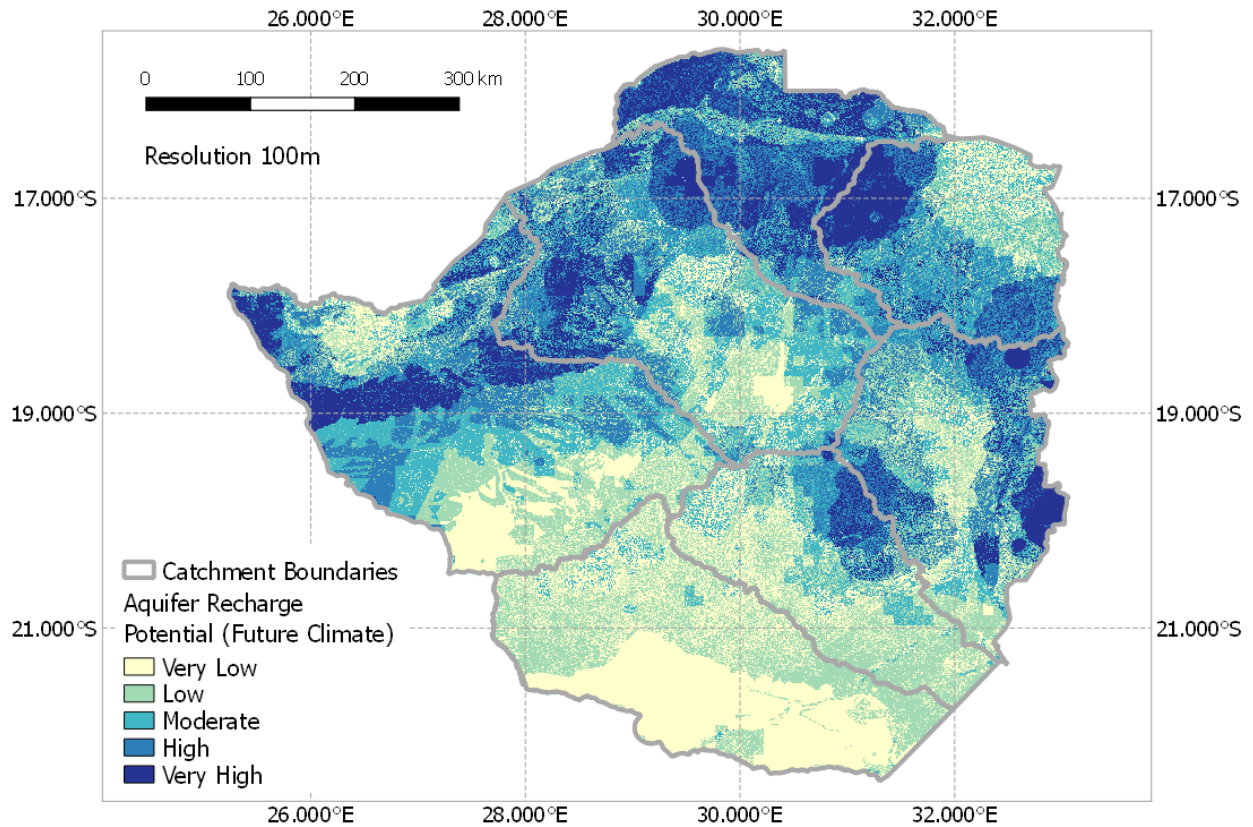 26.000°E 28.000°E 30.000°E 32.000°E
0 100 200 300 km
Resolution 100m
17.000°S 17.000°S
19.000°S 19.000°S
Catchment Boundaries
Aquifer Recharge
21.000°S 21.000°S
Potential (Future Climate)
Very Low
Low
Moderate
High
Very High
26.000°E 28.000°E 30.000°E 32.000°E